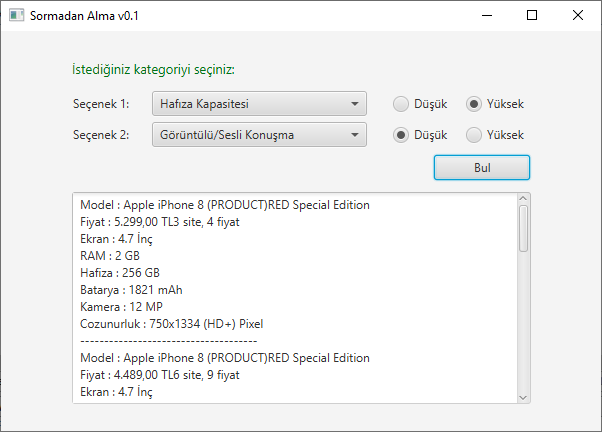 Sormadan Alma v0.1
İstediğiniz kategoriyi seçiniz:
Seçenek 1: Hafıza Kapasitesi Düşük Yüksek
Seçenek 2: Görüntülü/Sesli Konuşma Düşük Yüksek
Bul
Model : Apple iPhone 8 (PRODUCT)RED Special Edition
Fiyat : 5.299,00 TL3 site, 4 fiyat
Ekran : 4.7 İnç
RAM : 2 GB
Hafiza : 256 GB
Batarya : 1821 mAh
Kamera : 12 MP
Cozunurluk : 750x1334 (HD+) Pixel
-------------------------------------
Model : Apple iPhone 8 (PRODUCT)RED Special Edition
Fiyat : 4.489,00 TL6 site, 9 fiyat
Ekran : 4.7 İnç